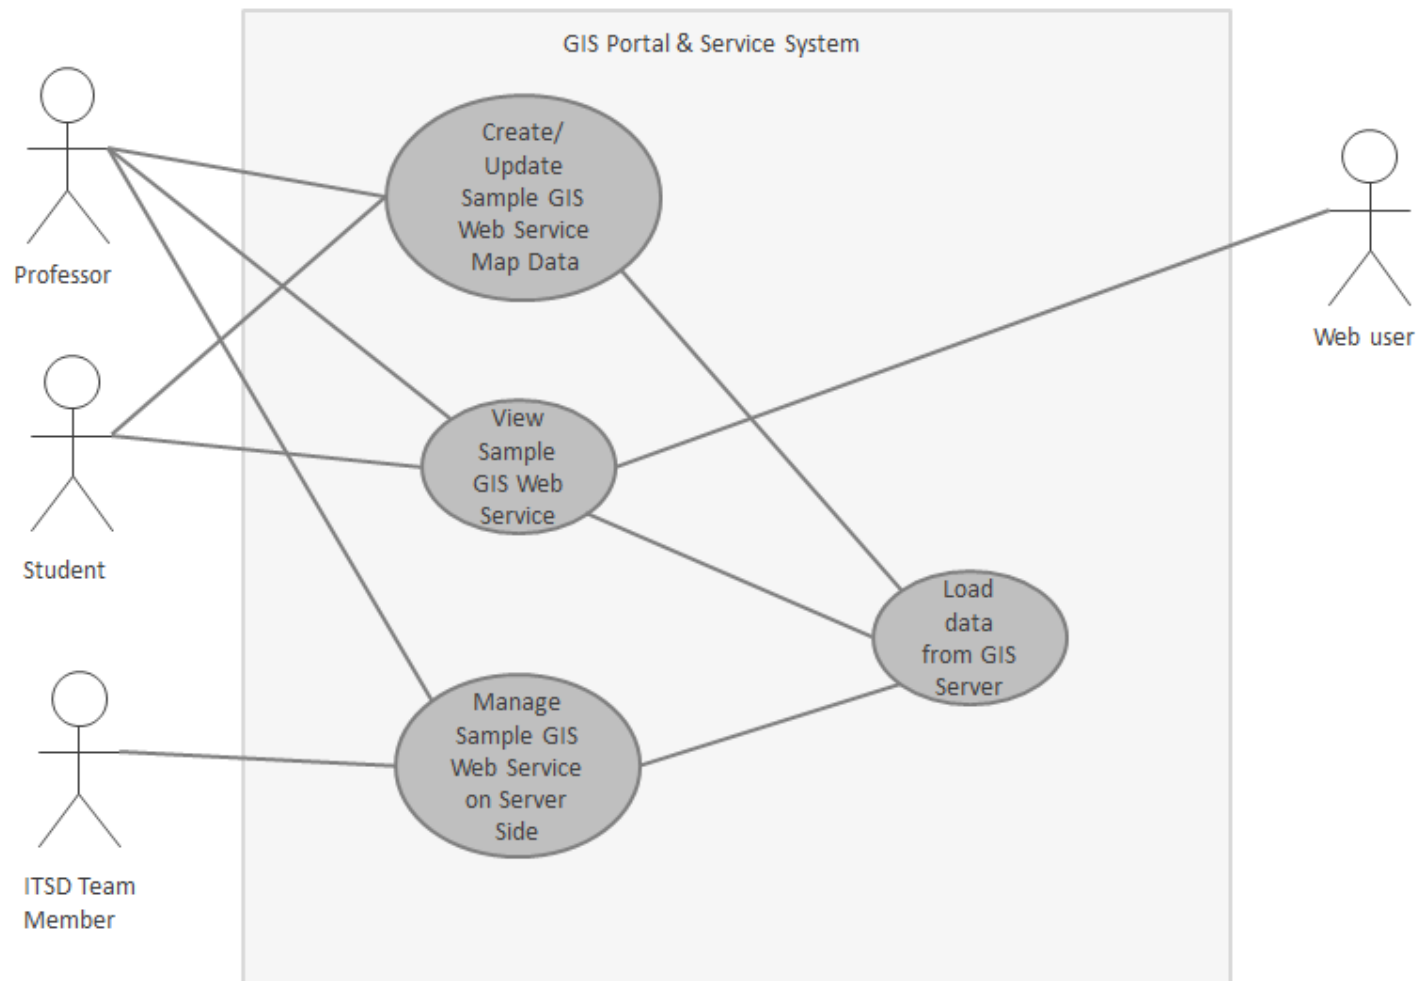 GIS Portal & Service System
Create/
Update
Sample GIS
Web Service
Map Data
Professor
Web user
View
Sample
GIS Web
Service
Student
Load
data
from GIS
Server
Manage
Sample GIS
Web Service
on Server
Side
ITSD Team
Member